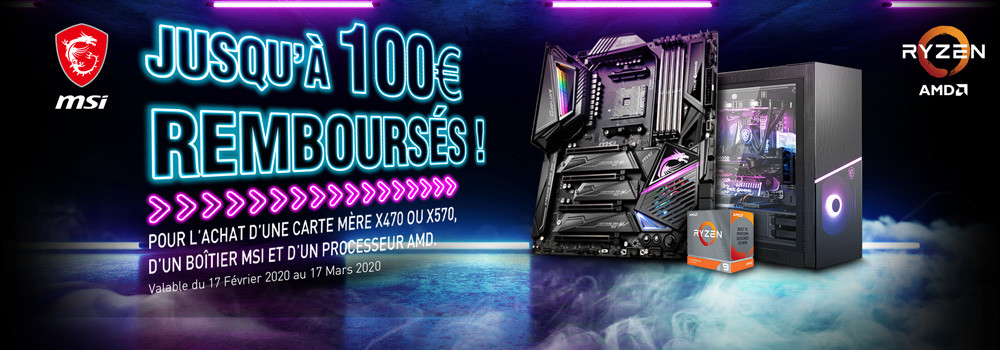 msi
JUSQU'À 100€
REMBOURSÉS !
POUR L'ACHAT D'UNE CARTE MÈRE X470 OU X570,
D'UN BOÎTIER MSI ET D'UN PROCESSEUR AMD.
Valable du 17 Février 2020 au 17 Mars 2020
RYZEN
AMD
AMD
RYZEN
9